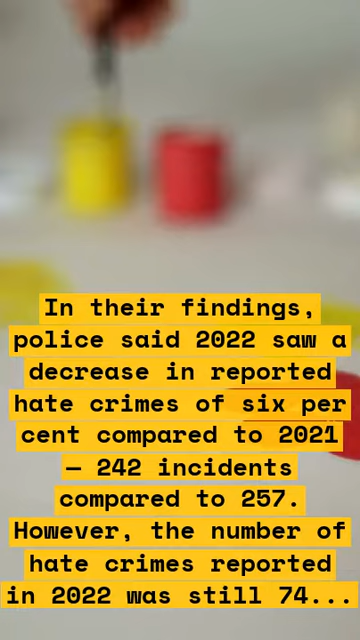 In their findings,
police said 2022 saw a
decrease in reported
hate crimes of six per
cent compared to 2021
– 242 incidents
compared to 257.
However, the number of
hate crimes reported
in 2022 was still 74...